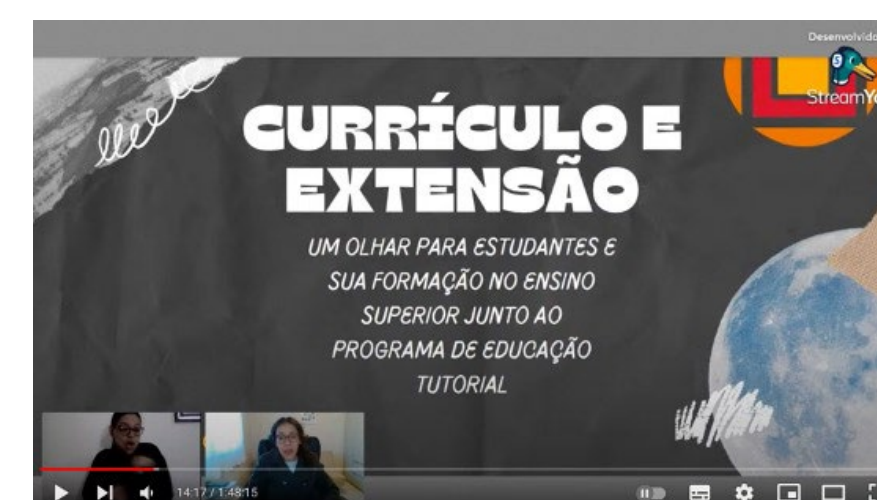 Desenvolvido
StreamYa
CURRÍCULO E
EXTENSÃO
UM OLHAR PARA ESTUDANTES E
SUA FORMAÇÃO NO ENSINO
SUPERIOR JUNTO AO
PROGRAMA DE EDUCAÇÃO
TUTORIAL
14:17 / 1:48:15